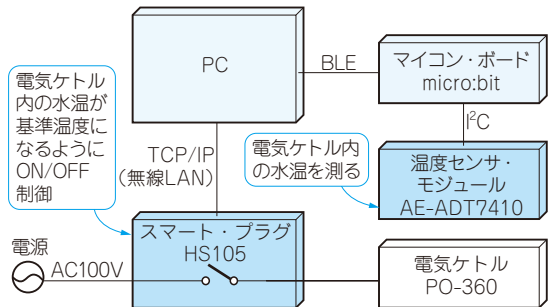 PC
BLE
マイコン・ボード
micro:bit
I²C
電気ケトル
内の水温が
基準温度に
なるように
ON/OFF
制御
TCP/IP
(無線LAN)
電気ケトル内
の水温を測る
温度センサ・
モジュール
AE-ADT7410
スマート・プラグ
HS105
電源
AC100V
電気ケトル
PO-360